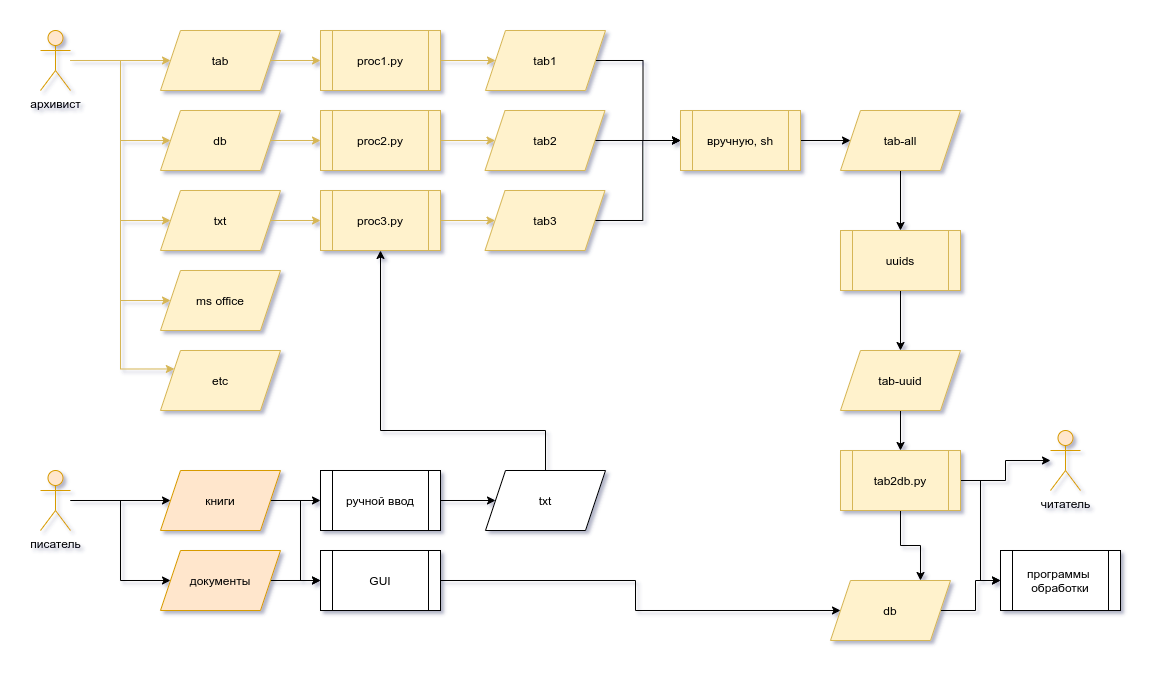 архивист
tab
proc1.py
tab1
db
proc2.py
tab2
вручную, sh
tab-all
txt
proc3.py
tab3
uuids
ms office
etc
tab-uuid
tab2db.py
читатель
писатель
книги
ручной ввод
txt
документы
GUI
программы
обработки
db